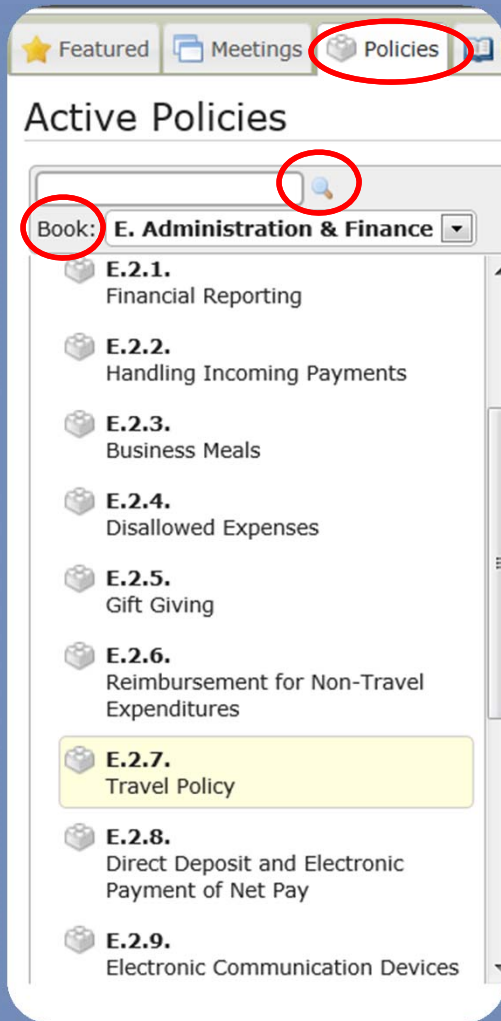 Featured Meetings Policies
Active Policies
Book: E. Administration & Finance
E.2.1.
Financial Reporting
E.2.2.
Handling Incoming Payments
E.2.3.
Business Meals
E.2.4.
Disallowed Expenses
E.2.5.
Gift Giving
E.2.6.
Reimbursement for Non-Travel
Expenditures
E.2.7.
Travel Policy
E.2.8.
Direct Deposit and Electronic
Payment of Net Pay
E.2.9.
Electronic Communication Devices